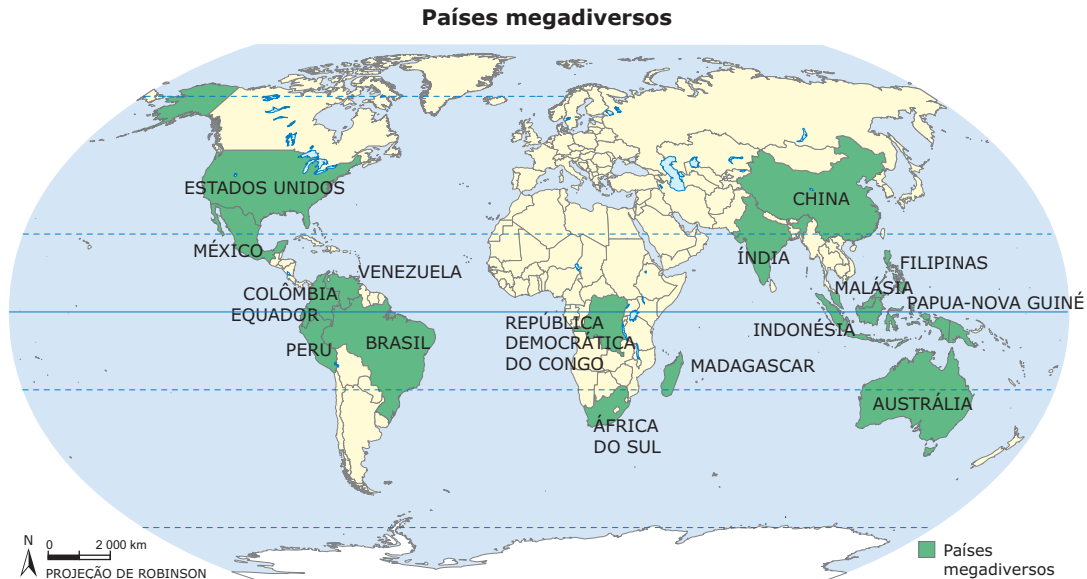 Países megadiversos
ESTADOS UNIDOS
CHINA
MÉXICO
VENEZUELA
ÍNDIA
FILIPINAS
COLÔMBIA
MALÁSIA
EQUADOR
PAPUA-NOVA GUINÉ
PERU
BRASIL
REPÚBLICA
DEMOCRÁTICA
DO CONGO
INDONÉSIA
MADAGASCAR
AUSTRÁLIA
ÁFRICA
DO SUL
N
0 2 000 km
PROJEÇÃO DE ROBINSON
Países
megadiversos